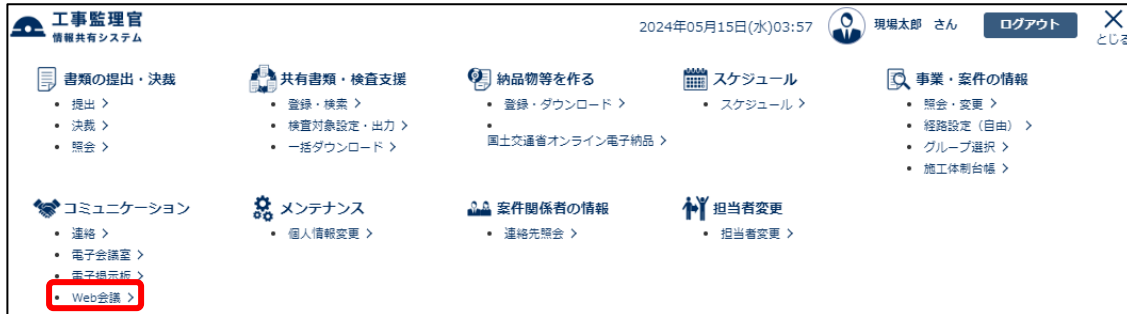 工事監理官
情報共有システム
2024年05月15日(水)03:57
現場太郎 さん
ログアウト
とじる
書類の提出・決裁
提出 >
決裁 >
照会 >
共有書類・検査支援
登録・検索 >
検査対象設定・出力 >
一括ダウンロード >
納品物等を作る
登録・ダウンロード >
国土交通省オンライン電子納品 >
スケジュール
スケジュール >
事業・案件の情報
照会・変更 >
経路設定（自由） >
グループ選択 >
施工体制台帳 >
コミュニケーション
連絡 >
電子会議室 >
電子掲示板 >
Web会議 >
メンテナンス
個人情報変更 >
案件関係者の情報
連絡先照会 >
担当者変更
担当者変更 >